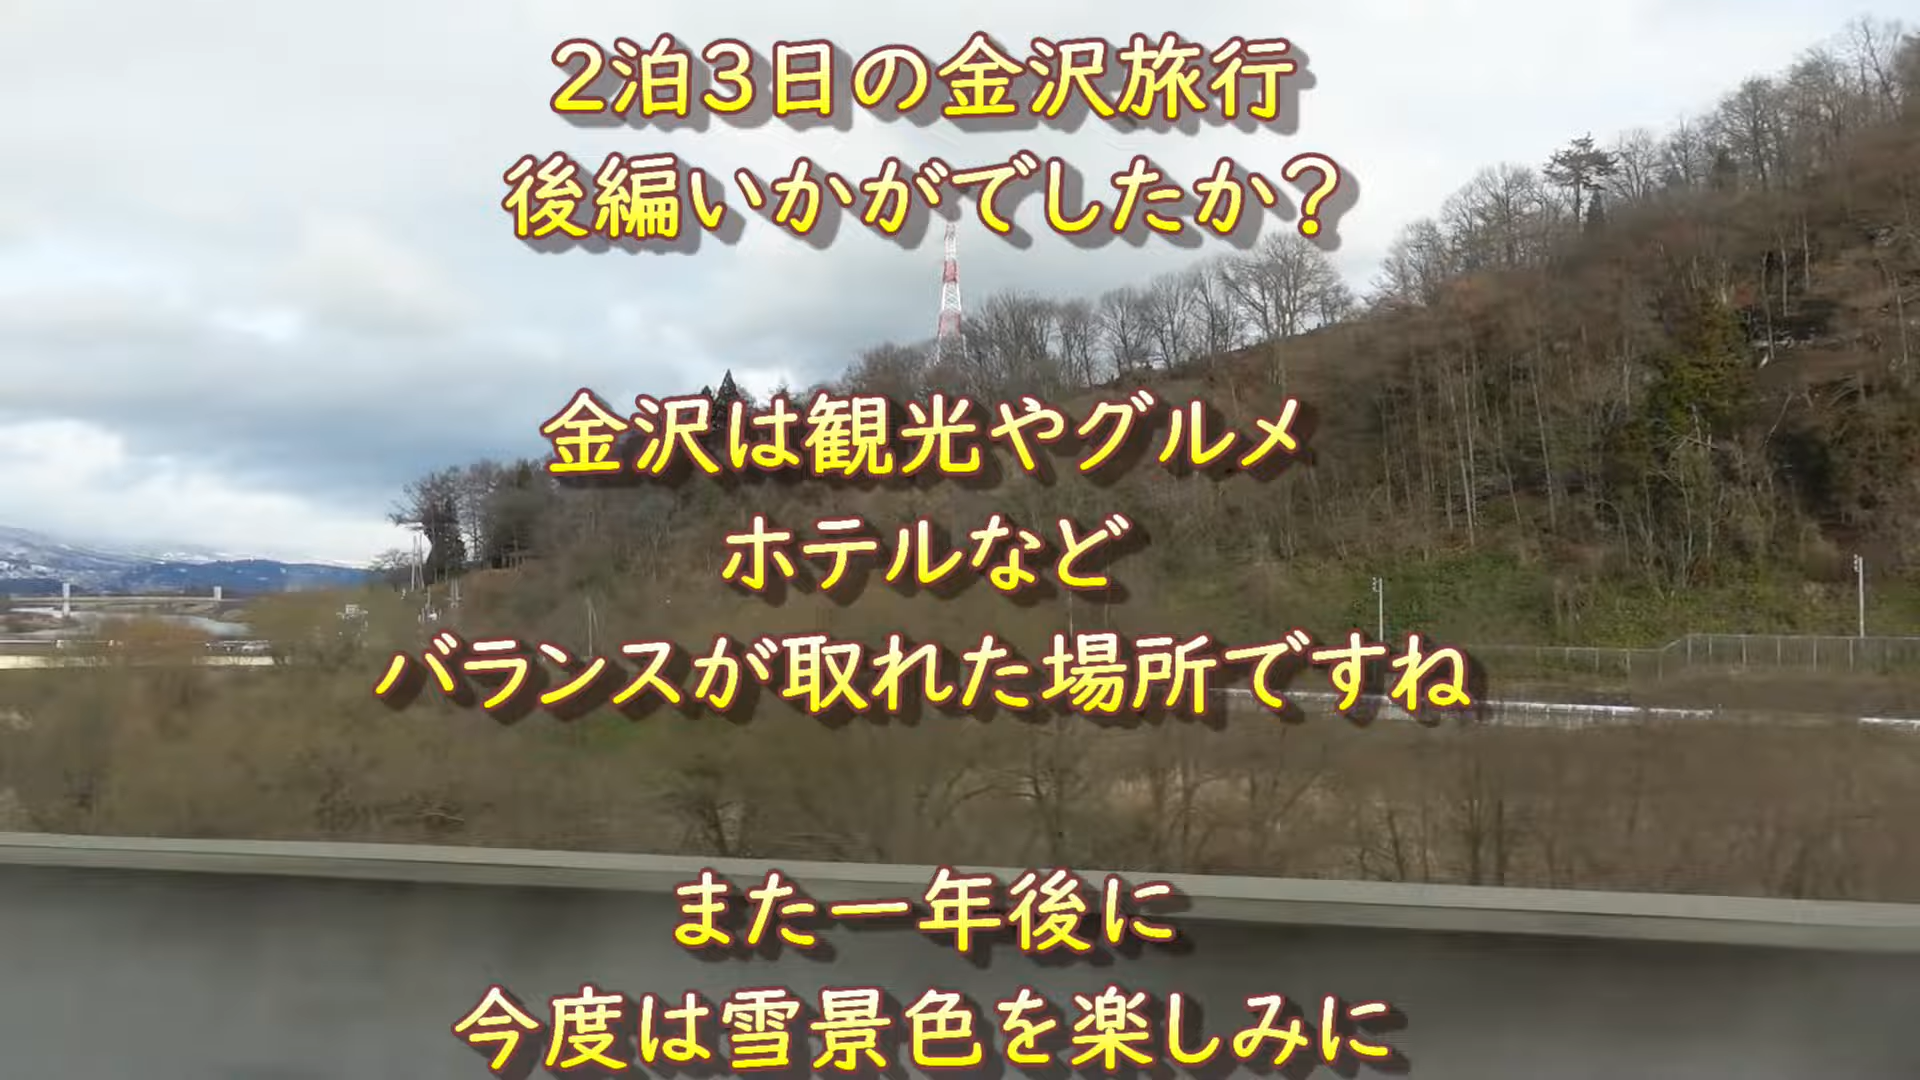 2泊3日の金沢旅行
後編いかがでしたか?
金沢は観光やグルメ
ホテルなど
バランスが取れた場所ですね
また一年後に
今度は雪景色を楽しみに